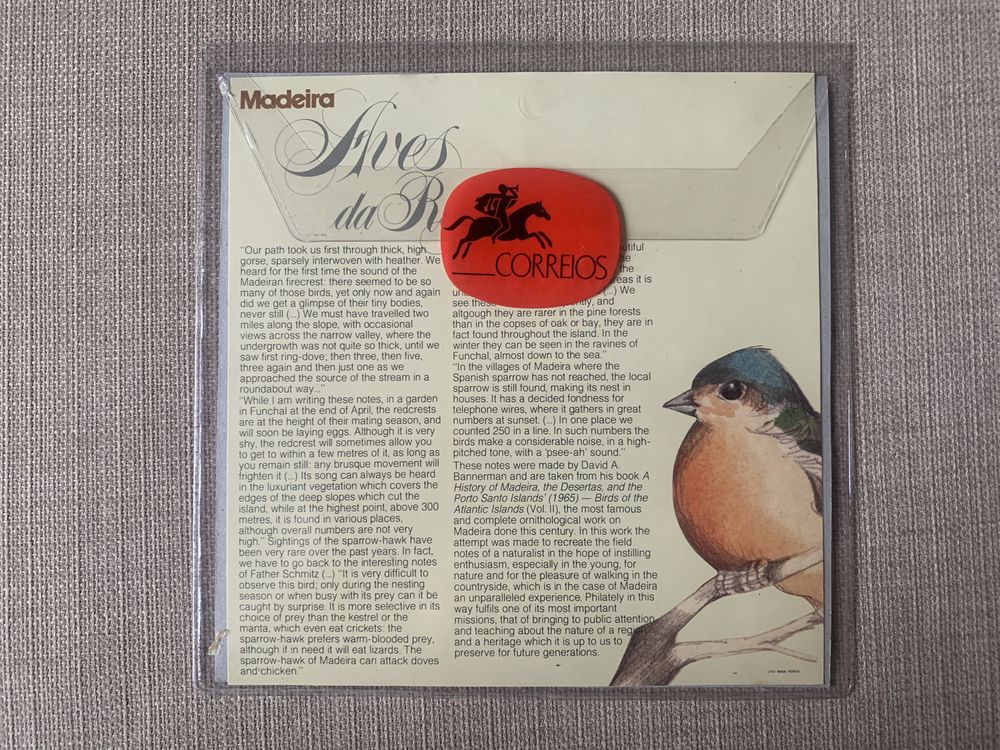 Madeira
Aves
da R
CORREIOS
"Our path took us first through thick, high
gorse, sparsely interwoven with heather. We
heard for the first time the sound of the
Madeiran firecrest: there seemed to be so
many of those birds, yet only now and again
did we get a glimpse of their tiny bodies,
never still (...) We must have travelled two
miles along the slope, with occasional
views across the narrow valley, where the
undergrowth was not quite so thick, until we
saw first ring-dove; then three, then five,
three again and then just one as we
approached the source of the stream in a
roundabout way..."
"While I am writing these notes, in a garden
in Funchal at the end of April, the redcrests
are at the height of their mating season, and
will soon be laying eggs. Although it is very
shy, the redcrest will sometimes allow you
to get to within a few metres of it, as long as
you remain still: any brusque movement will
frighten it (...) Its song can always be heard
in the luxuriant vegetation which covers the
edges of the deep slopes which cut the
island, while at the highest point, above 300
metres, it is found in various places,
although overall numbers are not very
high." Sightings of the sparrow-hawk have
been very rare over the past years. In fact,
we have to go back to the interesting notes
of Father Schmitz (...) "It is very difficult to
observe this bird; only during the nesting
season or when busy with its prey can it be
caught by surprise. It is more selective in its
choice of prey than the kestrel or the
manta, which even eat crickets: the
sparrow-hawk prefers warm-blooded prey,
although if in need it will eat lizards. The
sparrow-hawk of Madeira can attack doves
and chicken."
the
areas it is
(...) We
see these and
altgough they are rarer in the pine forests
than in the copses of oak or bay, they are in
fact found throughout the island. In the
winter they can be seen in the ravines of
Funchal, almost down to the sea."
"In the villages of Madeira where the
Spanish sparrow has not reached, the local
sparrow is still found, making its nest in
houses. It has a decided fondness for
telephone wires, where it gathers in great
numbers at sunset. (...) In one place we
counted 250 in a line. In such numbers the
birds make a considerable noise, in a high-
pitched tone, with a 'psee-ah' sound."
These notes were made by David A.
Bannerman and are taken from his book A
History of Madeira, the Desertas, and the
Porto Santo Islands' (1965) — Birds of the
Atlantic Islands (Vol. II), the most famous
and complete ornithological work on
Madeira done this century. In this work the
attempt was made to recreate the field
notes of a naturalist in the hope of instilling
enthusiasm, especially in the young, for
nature and for the pleasure of walking in the
countryside, which is in the case of Madeira
an unparalleled experience. Philately in this
way fulfils one of its most important
missions, that of bringing to public attention
and teaching about the nature of a region
and a heritage which it is up to us to
preserve for future generations.